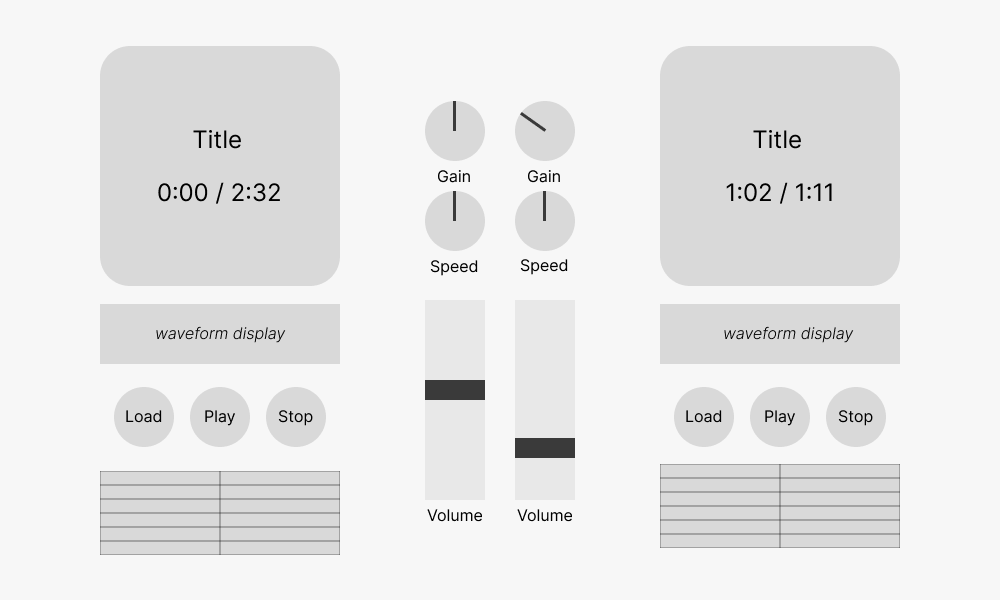 Title
0:00 / 2:32
waveform display
Load
Play
Stop
Gain
Gain
Speed
Speed
Volume
Volume
Title
1:02 / 1:11
waveform display
Load
Play
Stop